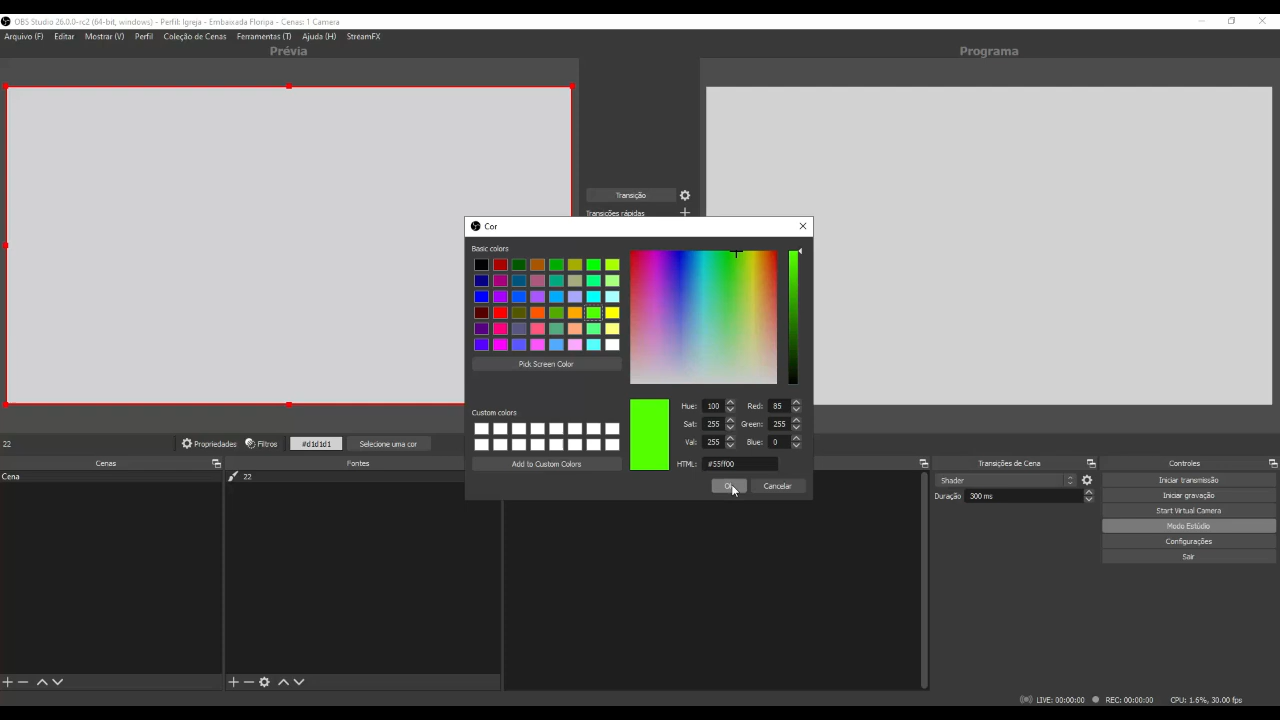 OBS Studio 26.0.0-rc2 (64-bit, windows) - Perfil: Igreja - Embaixada Floripa - Cenas: 1 Camera
Arquivo (F) Editar Mostrar (V) Perfil Coleção de Cenas Ferramentas (T) Ajuda (H) StreamFX
Prévia
Programa
Transição
Transições rápidas
Cor
Basic colors
Pick Screen Color
Custom colors
Add to Custom Colors
Hue: 100 Red: 85
Sat: 255 Green: 255
Val: 255 Blue: 0
HTML: #55ff00
Cancelar
22 Propriedades Filtros #d1d1d1 Selecione uma cor
Cenas
Cena
Fontes
22
Transições de Cena
Shader
Duração 300 ms
Controles
Iniciar transmissão
Iniciar gravação
Start Virtual Camera
Modo Estúdio
Configurações
Sair
LIVE: 00:00:00 REC: 00:00:00 CPU: 1.6%, 30.00 fps